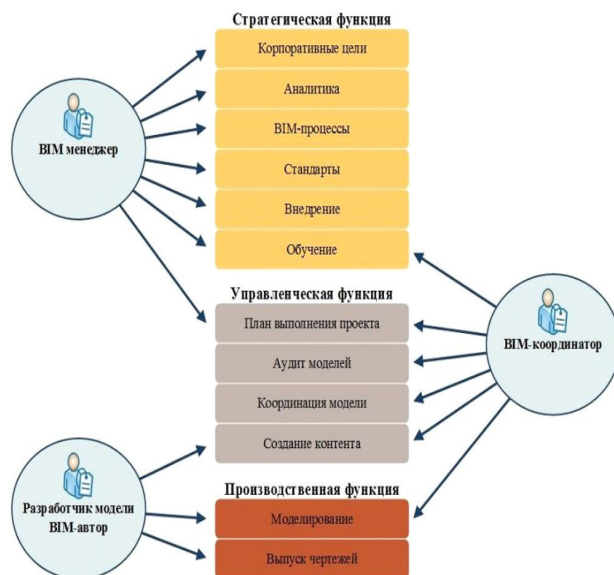 Стратегическая функция
Корпоративные цели
Аналитика
BIM-процессы
Стандарты
Внедрение
Обучение
BIM менеджер
Управленческая функция
План выполнения проекта
Аудит моделей
Координация модели
Создание контента
BIM-координатор
Производственная функция
Моделирование
Выпуск чертежей
Разработчик модели
BIM-автор